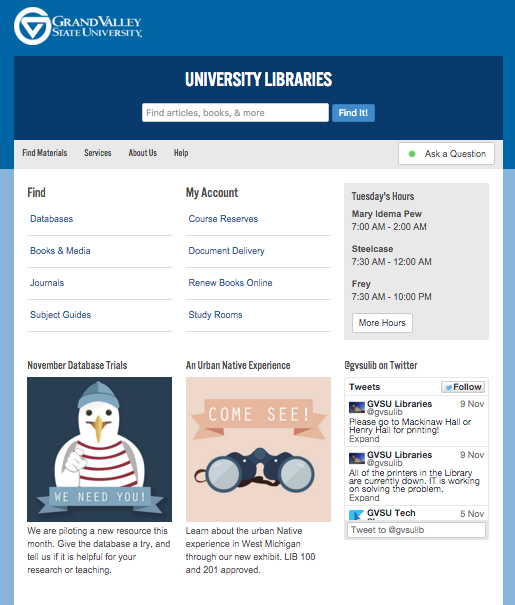 GRAND VALLEY
STATE UNIVERSITY
UNIVERSITY LIBRARIES
Find articles, books, & more
Find It!
Find Materials
Services
About Us
Help
Ask a Question
Find
Databases
Books & Media
Journals
Subject Guides
My Account
Course Reserves
Document Delivery
Renew Books Online
Study Rooms
Tuesday's Hours
Mary Idema Pew
7:00 AM - 2:00 AM
Steelcase
7:30 AM - 12:00 AM
Frey
7:30 AM - 10:00 PM
More Hours
November Database Trials
WE NEED YOU!
We are piloting a new resource this
month. Give the database a try, and
tell us if it is helpful for your
research or teaching.
An Urban Native Experience
COME SEE!
Learn about the urban Native
experience in West Michigan
through our new exhibit. LIB 100
and 201 approved.
@gvsulib on Twitter
Tweets
Follow
GVSU Libraries 9 Nov
@gvsulib
Please go to Mackinaw Hall or
Henry Hall for printing!
Expand
GVSU Libraries 9 Nov
@gvsulib
All of the printers in the Library
are currently down. IT is working
on solving the problem.
Expand
GVSU Tech 5 Nov
Tweet to @gvsulib